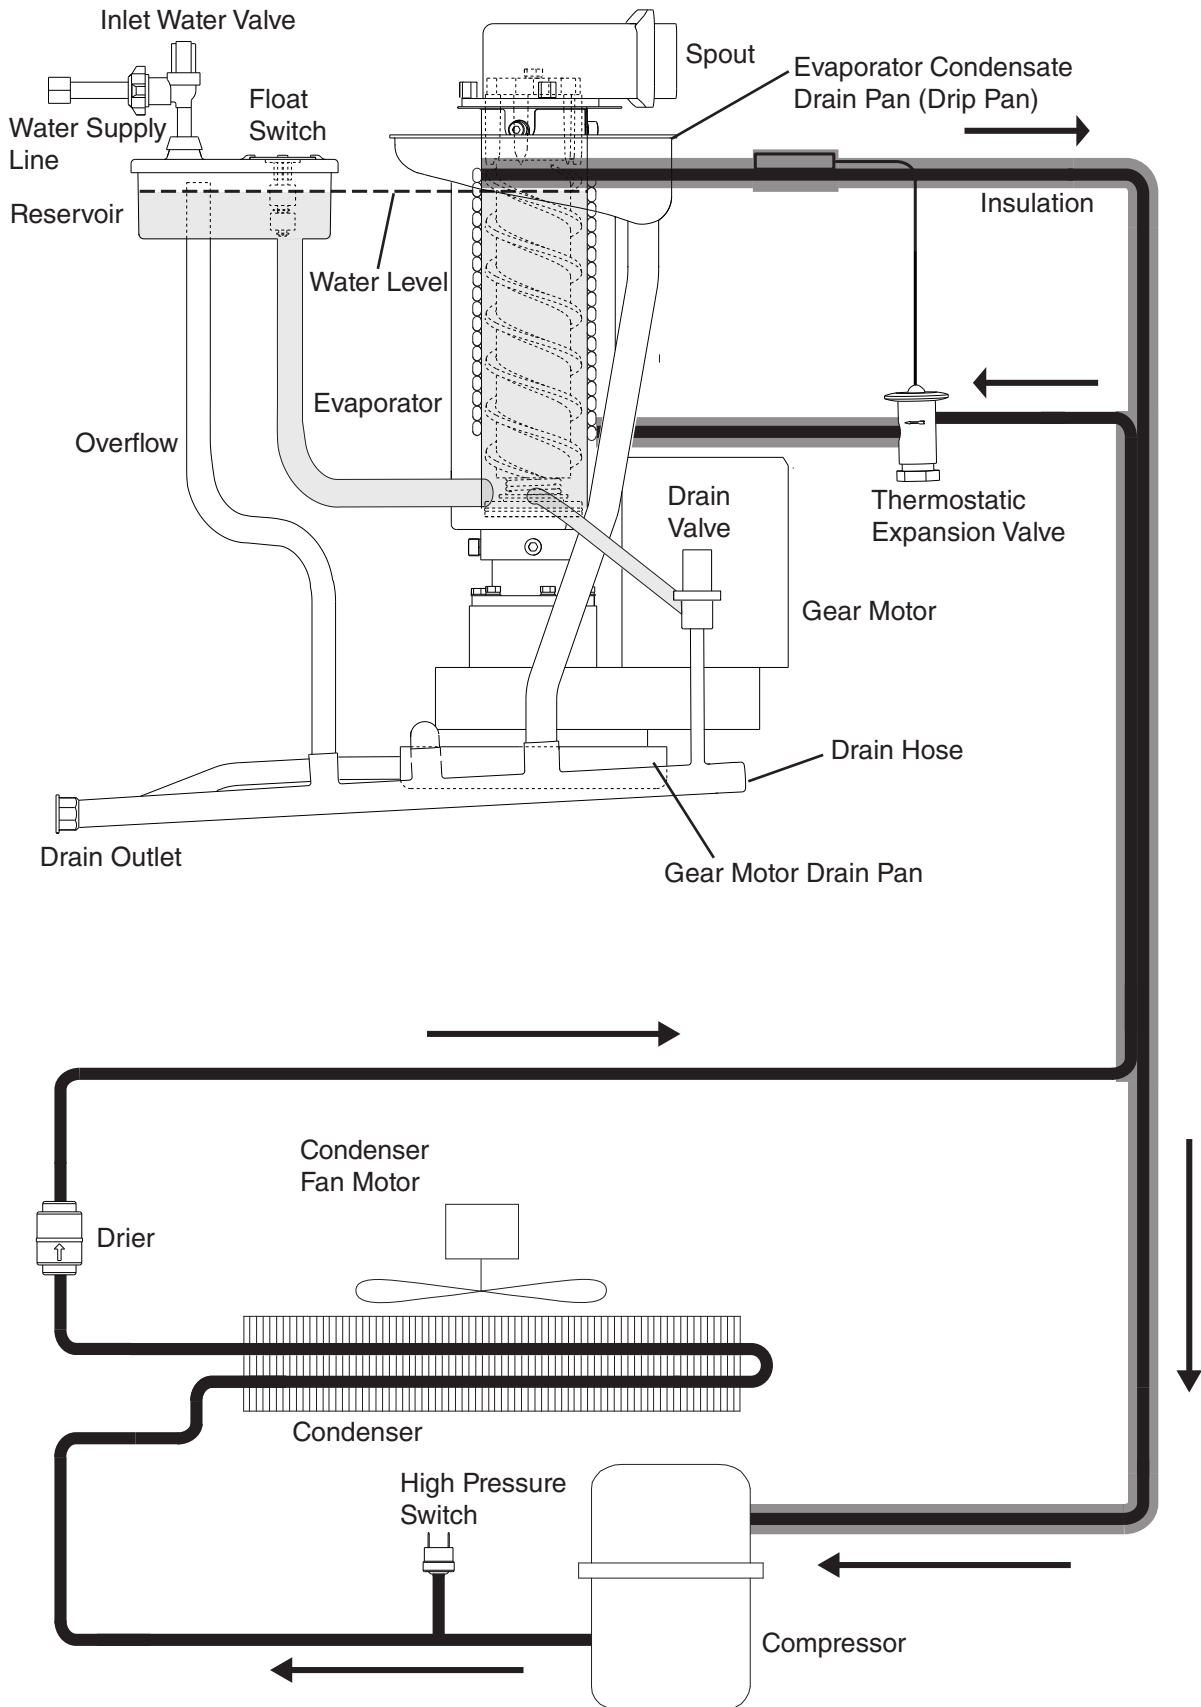 Inlet Water Valve
Spout
Evaporator Condensate
Drain Pan (Drip Pan)
Float
Switch
Water Supply
Line
Reservoir
Insulation
Water Level
Evaporator
Overflow
Drain
Valve
Thermostatic
Expansion Valve
Gear Motor
Drain Hose
Drain Outlet
Gear Motor Drain Pan
Condenser
Fan Motor
Drier
Condenser
High Pressure
Switch
Compressor